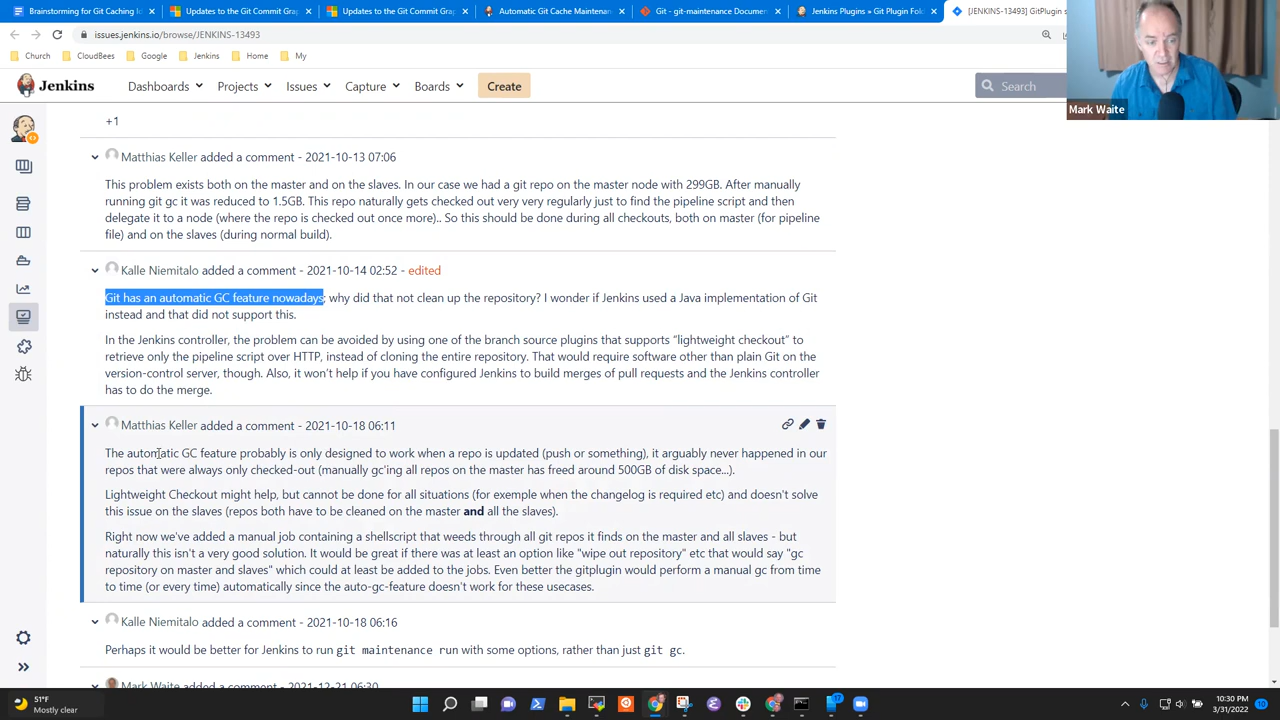 Brainstorming for Git Caching Id
Updates to the Git Commit Grap
Updates to the Git Commit Grap
Automatic Git Cache Maintenan
Git - git-maintenance Documen
Jenkins Plugins » Git Plugin Fol
[JENKINS-13493] GitPlugin s
issues.jenkins.io/browse/JENKINS-13493
Church
CloudBees
Google
Jenkins
Home
My
Jenkins
Dashboards
Projects
Issues
Capture
Boards
Create
Search
Mark Waite
+1
Matthias Keller added a comment - 2021-10-13 07:06
This problem exists both on the master and on the slaves. In our case we had a git repo on the master node with 299GB. After manually
running git gc it was reduced to 1.5GB. This repo naturally gets checked out very very regularly just to find the pipeline script and then
delegate it to a node (where the repo is checked out once more).. So this should be done during all checkouts, both on master (for pipeline
file) and on the slaves (during normal build).
Kalle Niemitalo added a comment - 2021-10-14 02:52 - edited
Git has an automatic GC feature nowadays; why did that not clean up the repository? I wonder if Jenkins used a Java implementation of Git
instead and that did not support this.
In the Jenkins controller, the problem can be avoided by using one of the branch source plugins that supports “lightweight checkout” to
retrieve only the pipeline script over HTTP, instead of cloning the entire repository. That would require software other than plain Git on the
version-control server, though. Also, it won’t help if you have configured Jenkins to build merges of pull requests and the Jenkins controller
has to do the merge.
Matthias Keller added a comment - 2021-10-18 06:11
The automatic GC feature probably is only designed to work when a repo is updated (push or something), it arguably never happened in our
repos that were always only checked-out (manually gc'ing all repos on the master has freed around 500GB of disk space...).
Lightweight Checkout might help, but cannot be done for all situations (for exemple when the changelog is required etc) and doesn't solve
this issue on the slaves (repos both have to be cleaned on the master and all the slaves).
Right now we've added a manual job containing a shellscript that weeds through all git repos it finds on the master and all slaves - but
naturally this isn't a very good solution. It would be great if there was at least an option like "wipe out repository" etc that would say "gc
repository on master and slaves" which could at least be added to the jobs. Even better the gitplugin would perform a manual gc from time
to time (or every time) automatically since the auto-gc-feature doesn't work for these usecases.
Kalle Niemitalo added a comment - 2021-10-18 06:16
Perhaps it would be better for Jenkins to run git maintenance run with some options, rather than just git gc.
Mark Waite added a comment - 2021-12-21 06:30
51°F
Mostly clear
10:30 PM
3/31/2022